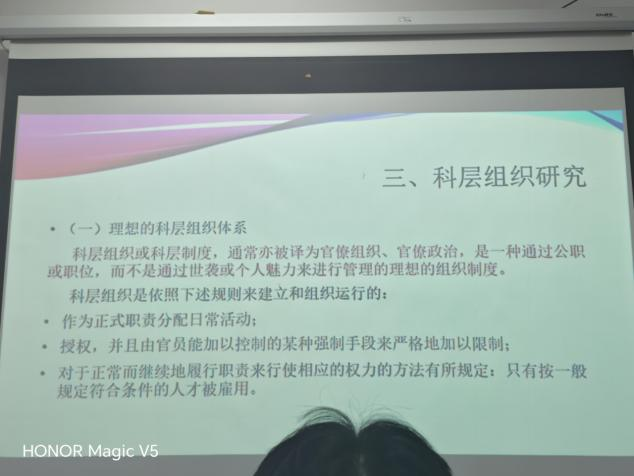 三、科层组织研究
• （一）理想的科层组织体系
科层组织或科层制度，通常亦被译为官僚组织、官僚政治，是一种通过公职
或职位，而不是通过世袭或个人魅力来进行管理的理想的组织制度。
科层组织是依照下述规则来建立和组织运行的：
• 作为正式职责分配日常活动；
• 授权，并且由官员能加以控制的某种强制手段来严格地加以限制；
• 对于正常而继续地履行职责来行使相应的权力的方法有所规定：只有按一般
规定符合条件的人才被雇用。
HONOR Magic V5